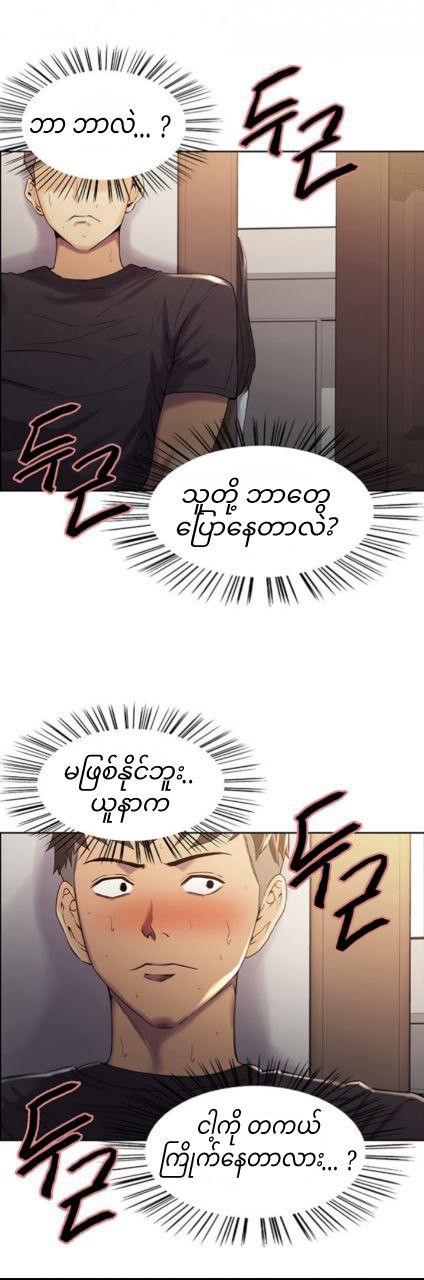 ဘာ ဘာလဲ... ?
두근
두근
သူတို့ ဘာတွေ
ပြောနေတာလဲ?
မဖြစ်နိုင်ဘူး..
ယူနာက
두근
ငါ့ကို တကယ်
ကြိုက်နေတာလား... ?
두근